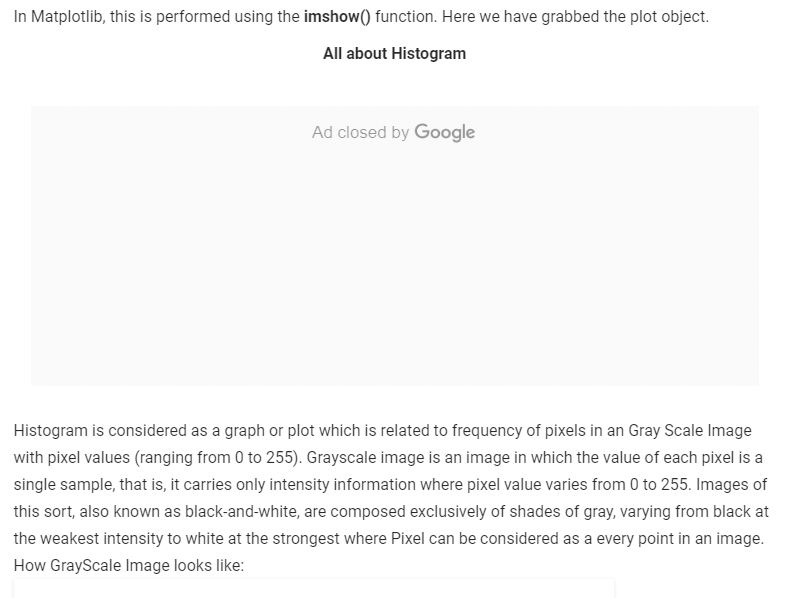 In Matplotlib, this is performed using the imshow() function. Here we have grabbed the plot object.
All about Histogram
Ad closed by Google
Histogram is considered as a graph or plot which is related to frequency of pixels in an Gray Scale Image
with pixel values (ranging from 0 to 255). Grayscale image is an image in which the value of each pixel is a
single sample, that is, it carries only intensity information where pixel value varies from 0 to 255. Images of
this sort, also known as black-and-white, are composed exclusively of shades of gray, varying from black at
the weakest intensity to white at the strongest where Pixel can be considered as a every point in an image.
How GrayScale Image looks like: